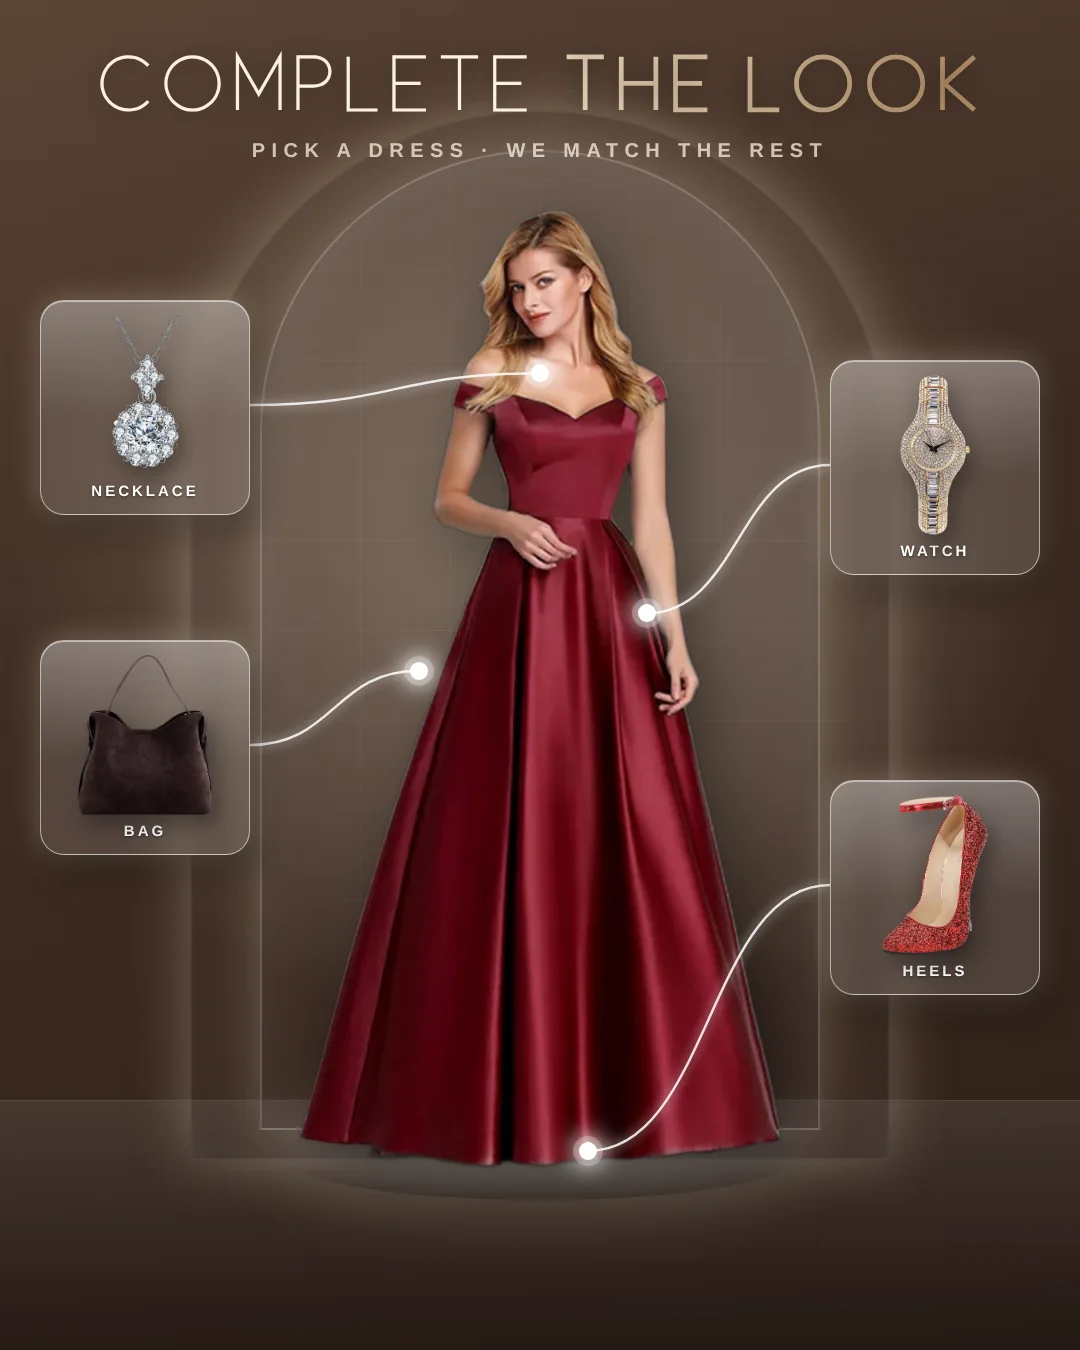 COMPLETE THE LOOK
PICK A DRESS · WE MATCH THE REST
NECKLACE
WATCH
BAG
HEELS